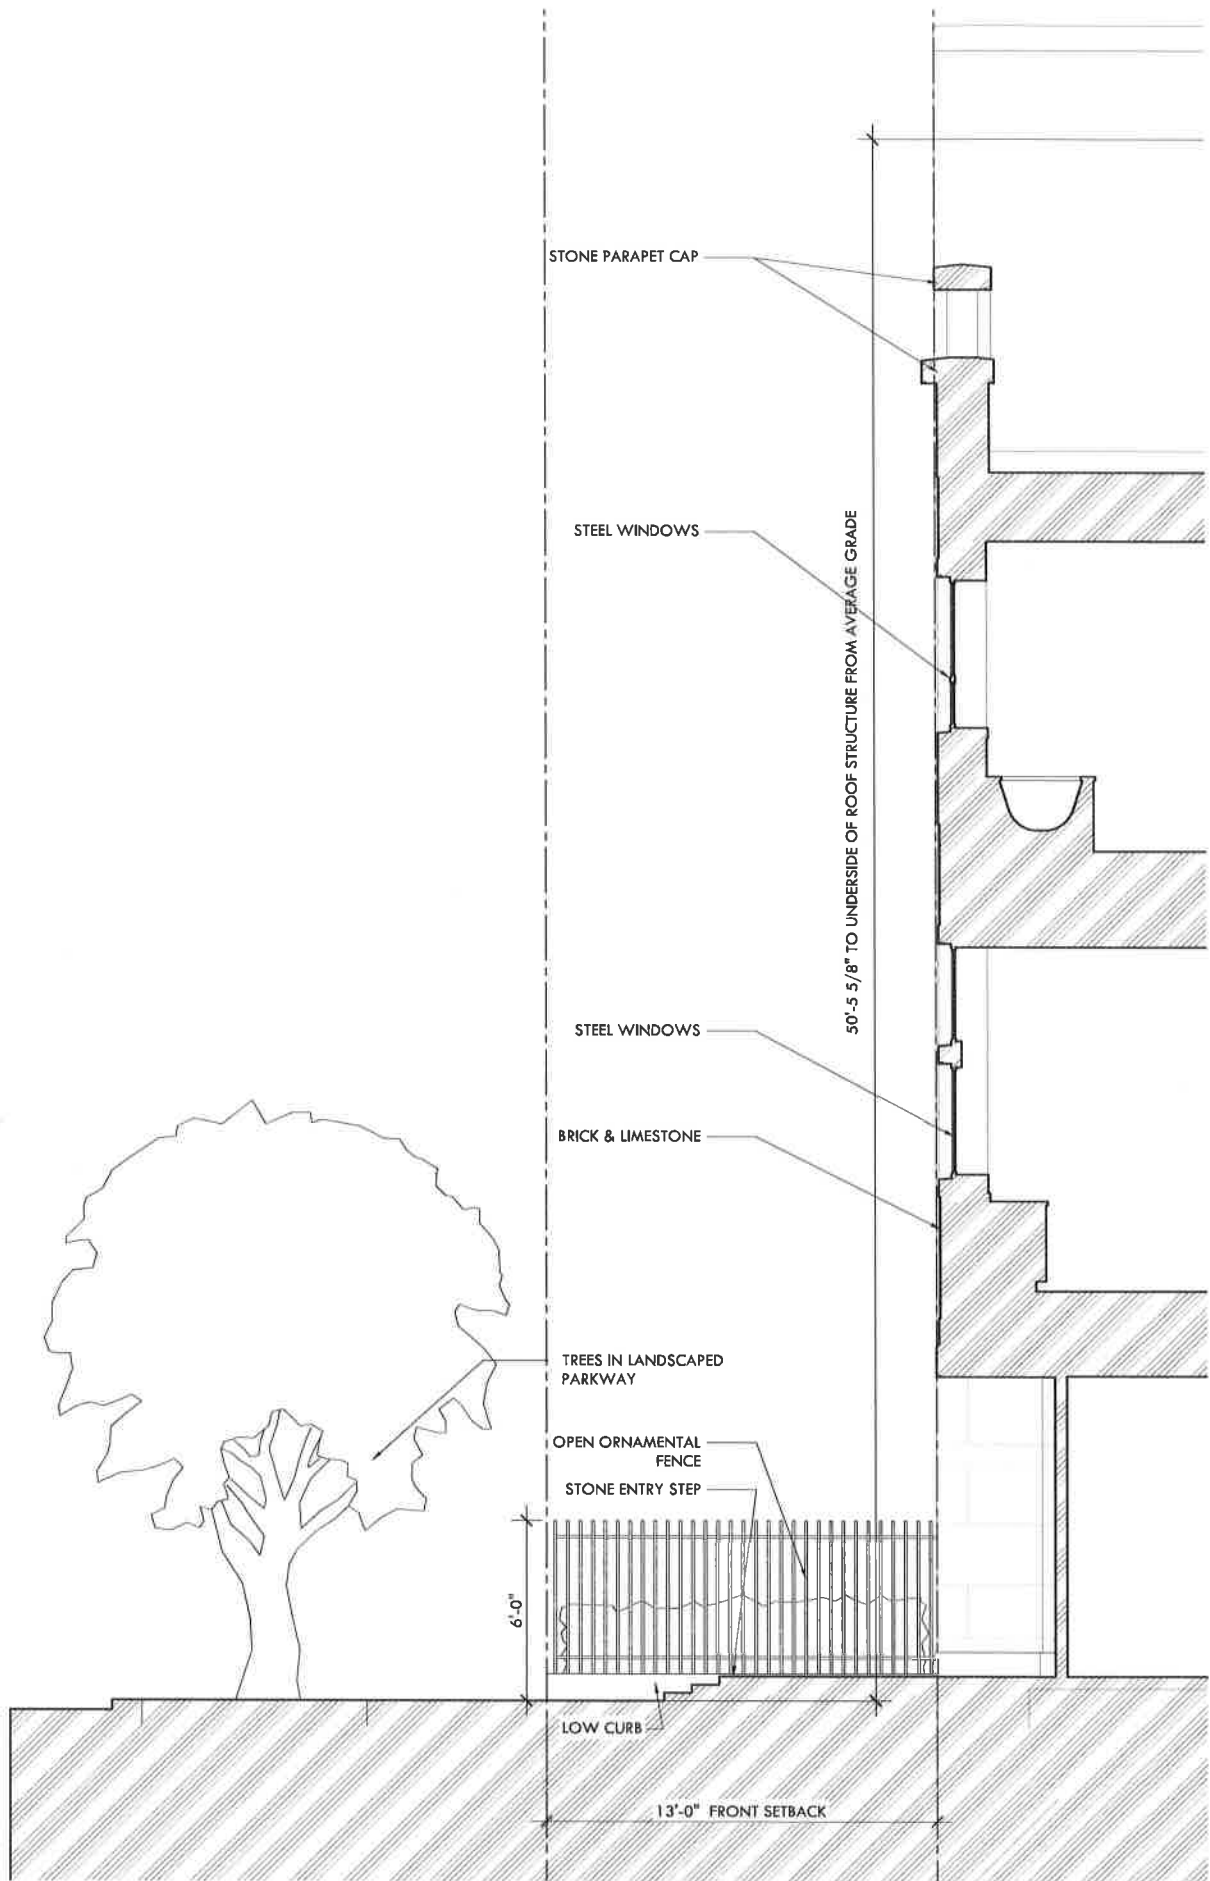 STONE PARAPET CAP
STEEL WINDOWS
50'-5 5/8" TO UNDERSIDE OF ROOF STRUCTURE FROM AVERAGE GRADE
STEEL WINDOWS
BRICK & LIMESTONE
TREES IN LANDSCAPED
PARKWAY
OPEN ORNAMENTAL
FENCE
STONE ENTRY STEP
6'-0"
LOW CURB
13'-0" FRONT SETBACK